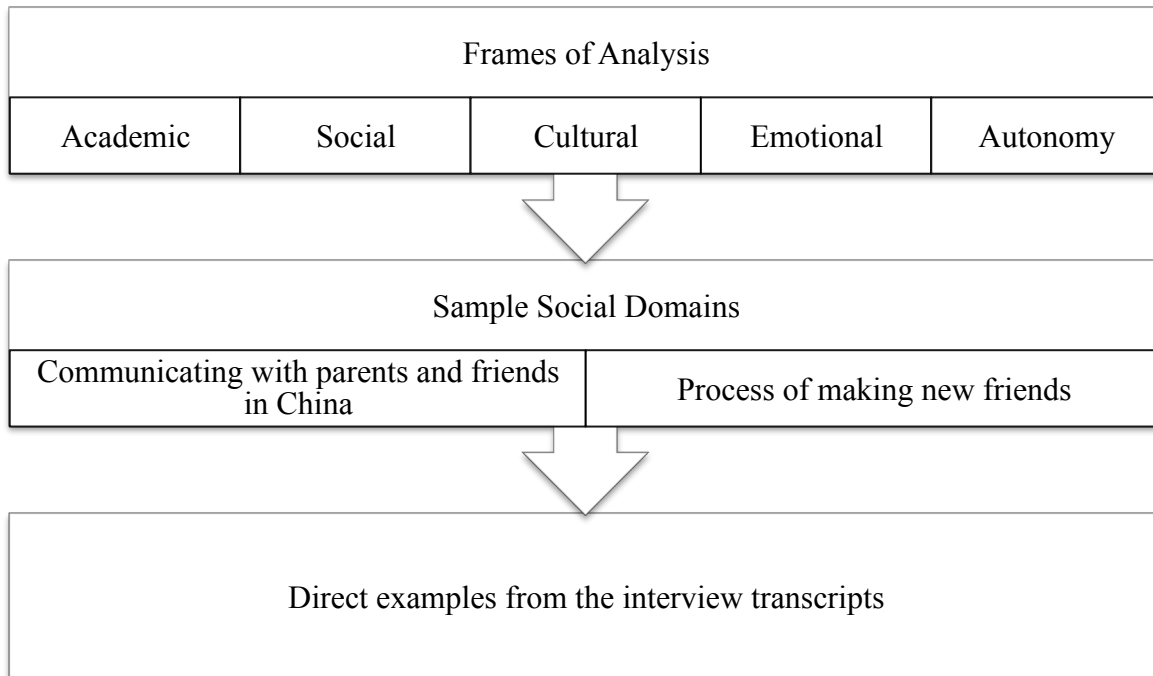 Frames of Analysis
Academic
Social
Cultural
Emotional
Autonomy
Sample Social Domains
Communicating with parents and friends
in China
Process of making new friends
Direct examples from the interview transcripts